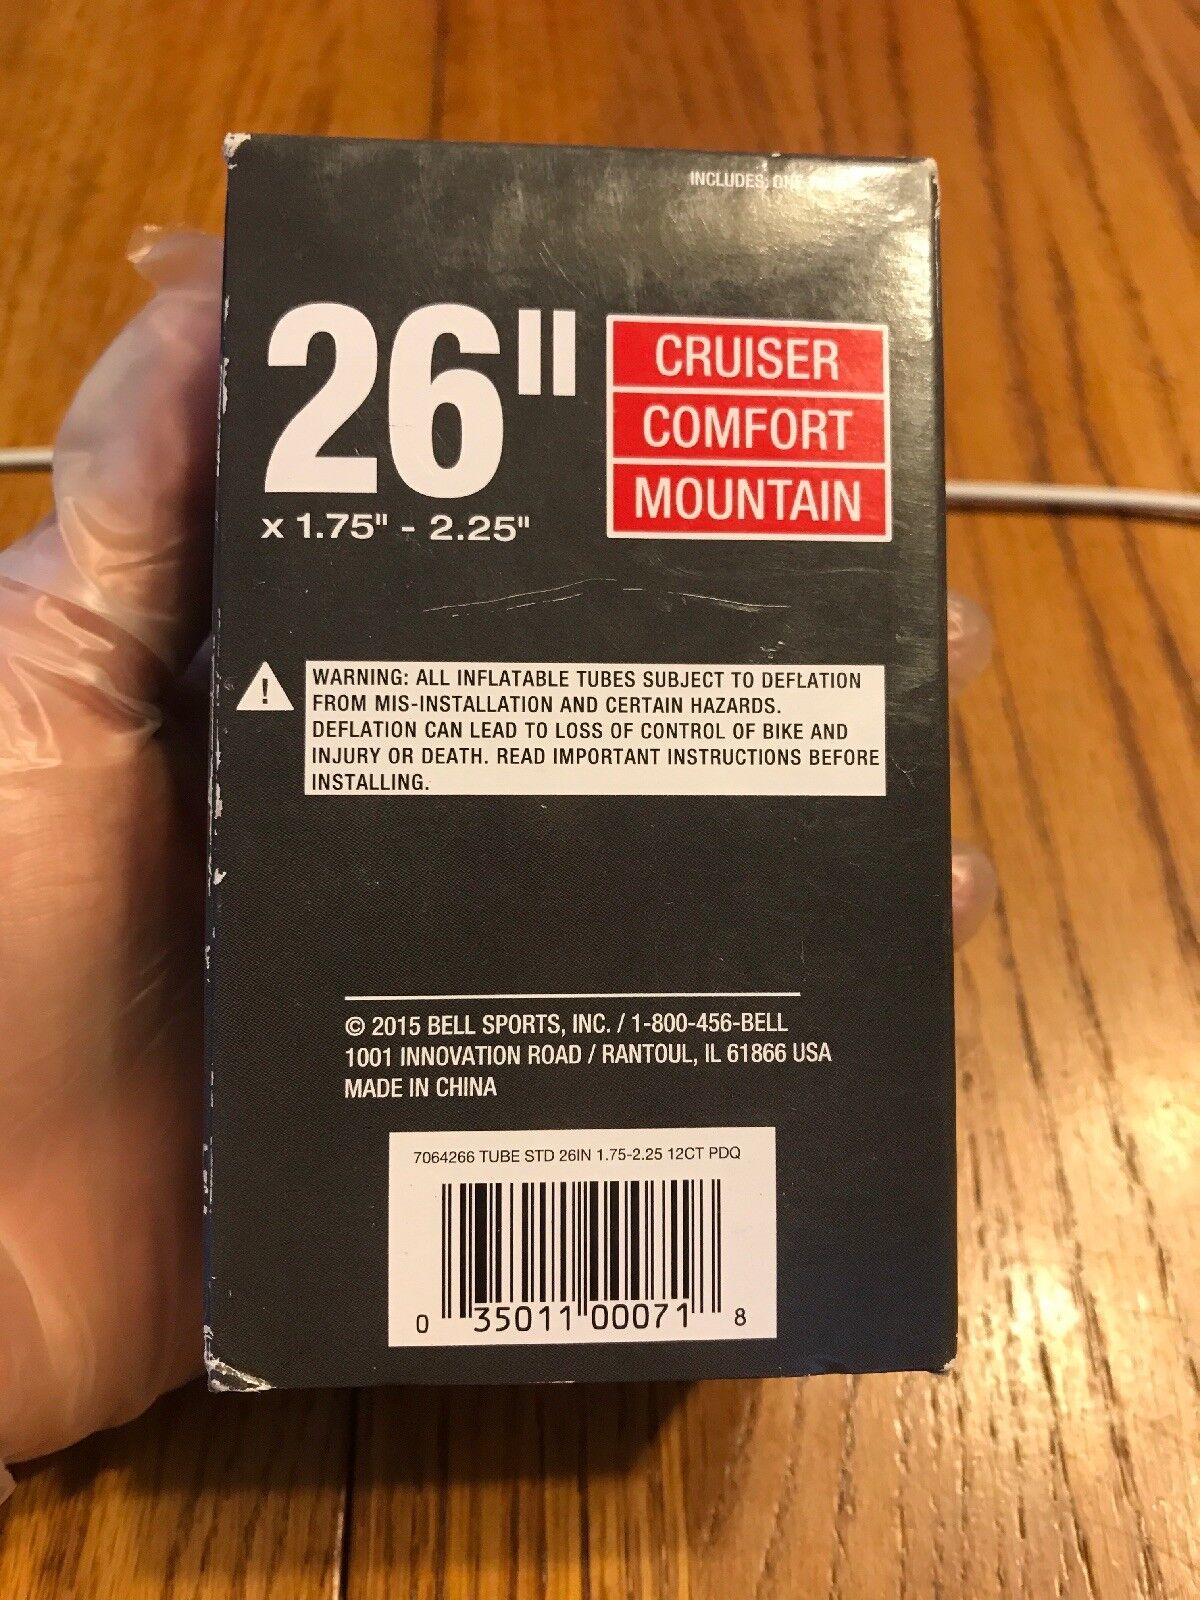 INCLUDES: ONE
26"
x 1.75" - 2.25"
CRUISER
COMFORT
MOUNTAIN
WARNING: ALL INFLATABLE TUBES SUBJECT TO DEFLATION
FROM MIS-INSTALLATION AND CERTAIN HAZARDS.
DEFLATION CAN LEAD TO LOSS OF CONTROL OF BIKE AND
INJURY OR DEATH. READ IMPORTANT INSTRUCTIONS BEFORE
INSTALLING.
© 2015 BELL SPORTS, INC. / 1-800-456-BELL
1001 INNOVATION ROAD / RANTOUL, IL 61866 USA
MADE IN CHINA
7064266 TUBE STD 26IN 1.75-2.25 12CT PDQ
0 35011 00071 8